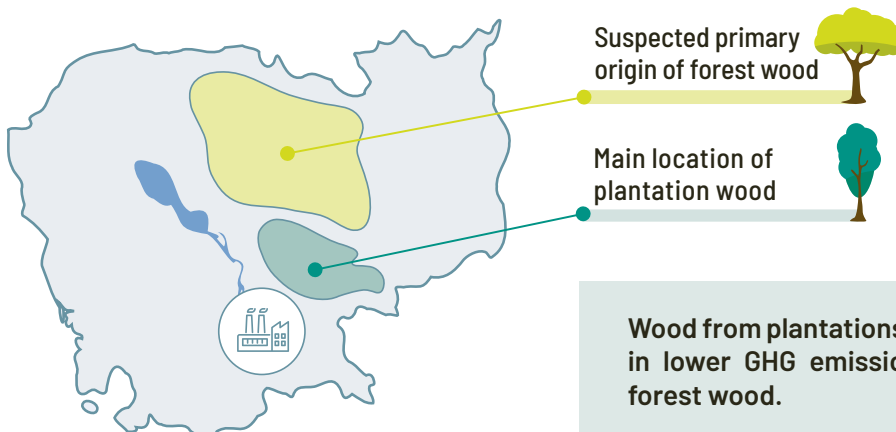 Suspected primary
origin of forest wood
Main location of
plantation wood
Wood from plantations
in lower GHG
forest wood.